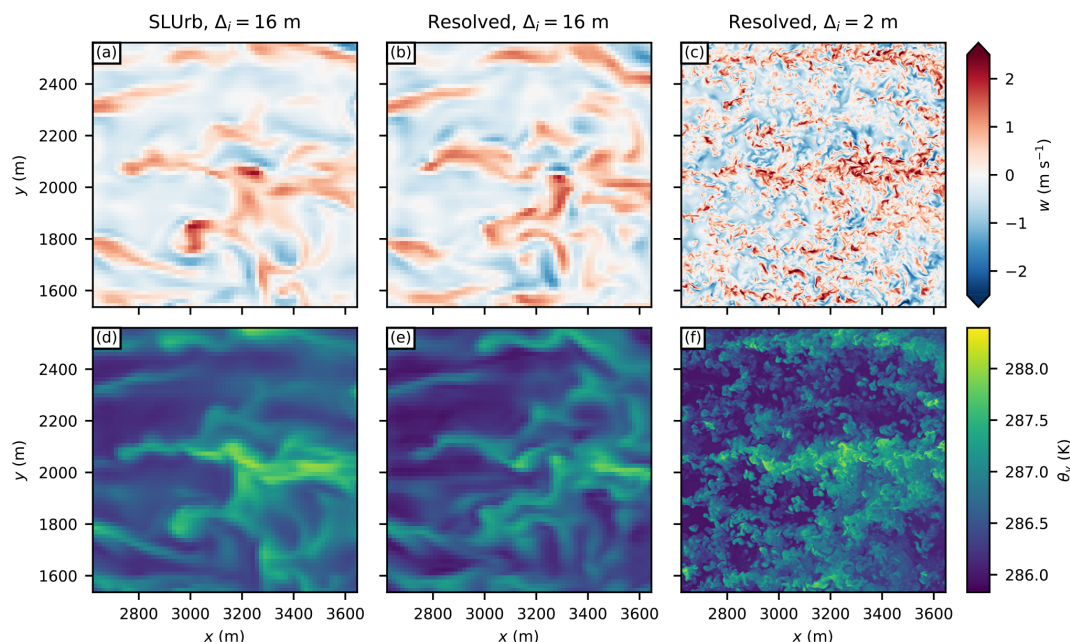 SLUrb, Δᵢ = 16 m
Resolved, Δᵢ = 16 m
Resolved, Δᵢ = 2 m
(a)
(b)
(c)
2400
2200
2000
1800
1600
y (m)
2
1
0
−1
−2
w (m s⁻¹)
(d)
(e)
(f)
2400
2200
2000
1800
1600
y (m)
288.0
287.5
287.0
286.5
286.0
θᵥ (K)
2800 3000 3200 3400 3600
2800 3000 3200 3400 3600
2800 3000 3200 3400 3600
x (m)
x (m)
x (m)